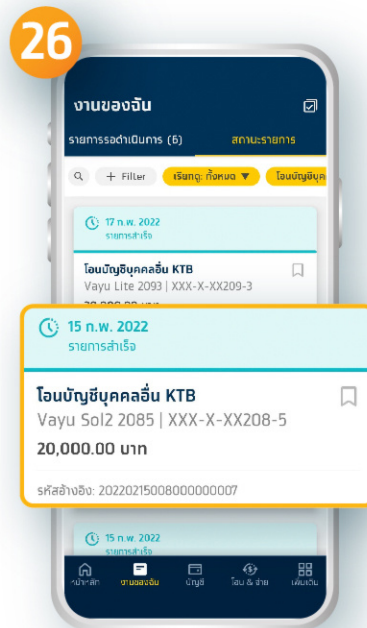 26
งานของฉัน
รายการรอดำเนินการ (6) สถานะรายการ
+ Filter เรียกดู: ทั้งหมด ▼ โอนบัญชีบุค
17 ก.พ. 2022
รายการสำเร็จ
โอนบัญชีบุคคลอื่น KTB
Vayu Lite 2093 | XXX-X-XX209-3
15 ก.พ. 2022
รายการสำเร็จ
โอนบัญชีบุคคลอื่น KTB
Vayu Sol2 2085 | XXX-X-XX208-5
20,000.00 บาท
รหัสอ้างอิง: 20220215008000000007
15 ก.พ. 2022
รายการสำเร็จ
หน้าหลัก งานของฉัน บัญชี โอน & จ่าย เพิ่มเติม